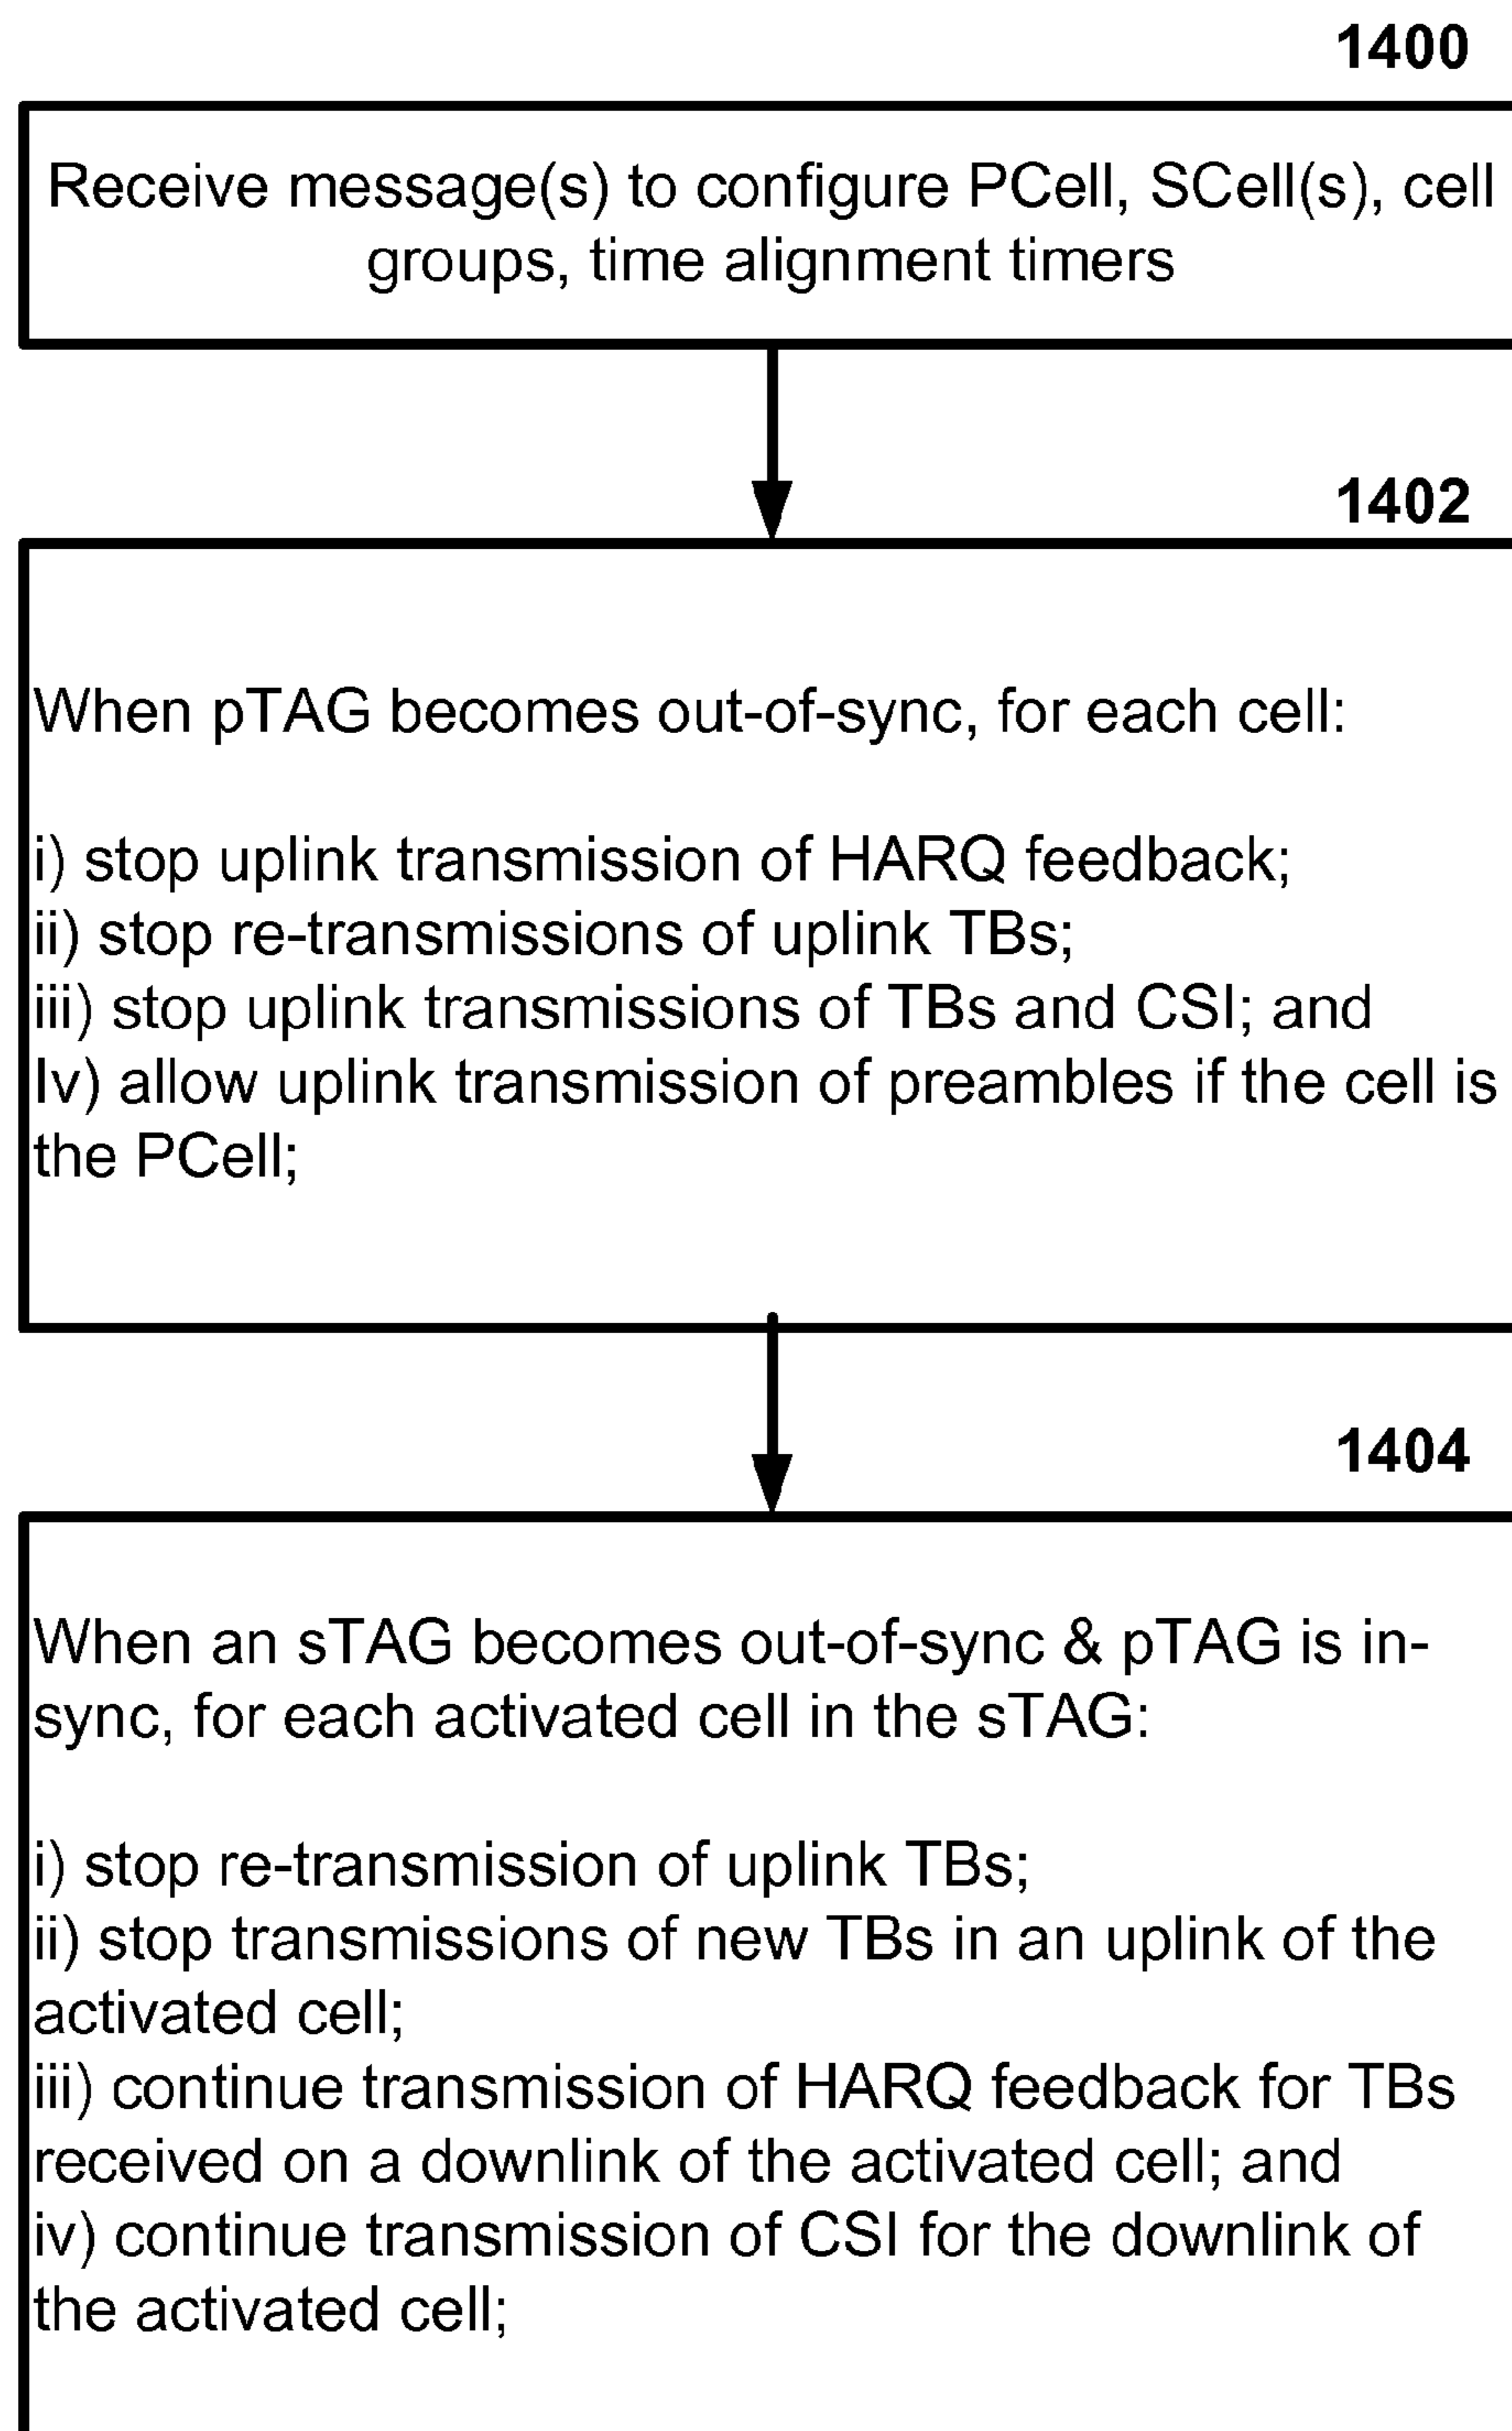 1400
Receive message(s) to configure PCell, SCell(s), cell
groups, time alignment timers
1402
When pTAG becomes out-of-sync, for each cell:
i) stop uplink transmission of HARQ feedback;
ii) stop re-transmissions of uplink TBs;
iii) stop uplink transmissions of TBs and CSI; and
Iv) allow uplink transmission of preambles if the cell is
the PCell;
1404
When an sTAG becomes out-of-sync & pTAG is in-
sync, for each activated cell in the sTAG:
i) stop re-transmission of uplink TBs;
ii) stop transmissions of new TBs in an uplink of the
activated cell;
iii) continue transmission of HARQ feedback for TBs
received on a downlink of the activated cell; and
iv) continue transmission of CSI for the downlink of
the activated cell;